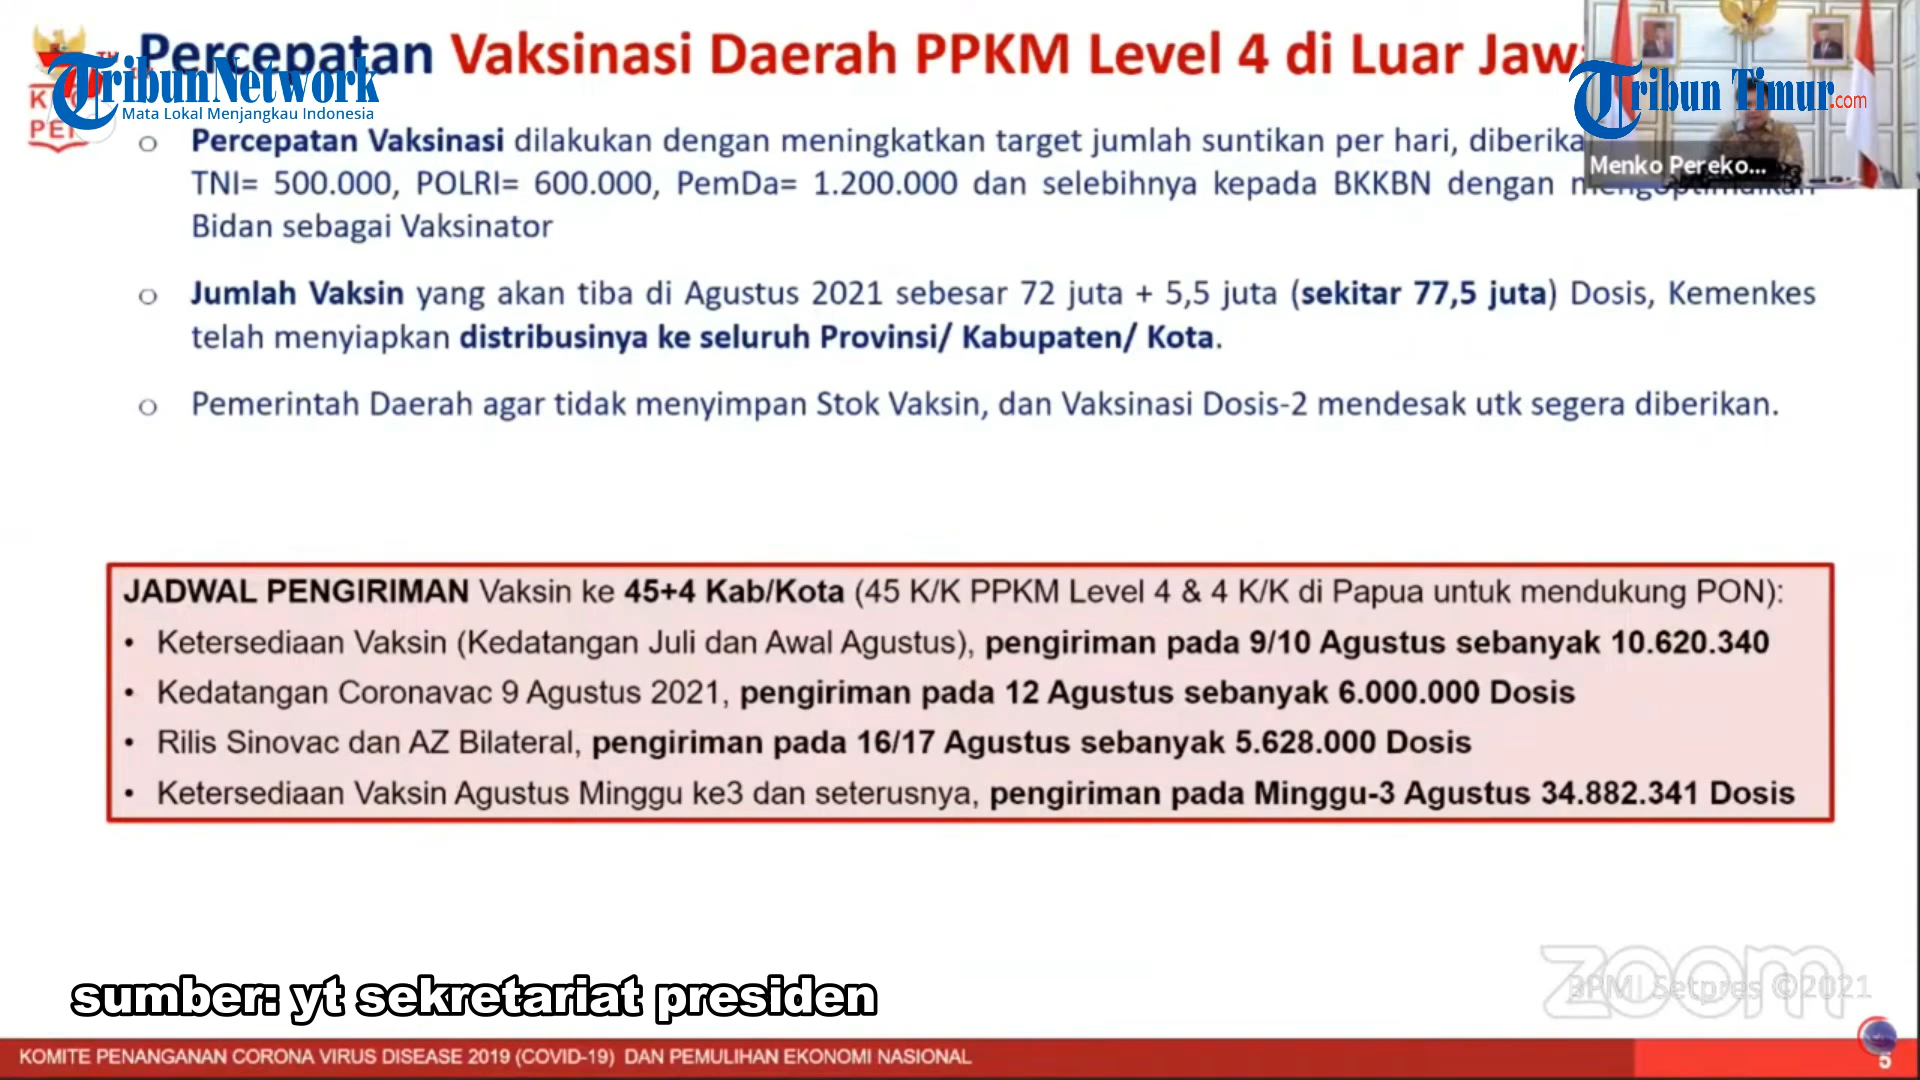 Percepatan Vaksinasi Daerah PPKM Level 4 di Luar
TribunNetwork
Mata Lokal Menjangkau Indonesia
Tribun Timur.com
Menko Pereko...
○ Percepatan Vaksinasi dilakukan dengan meningkatkan target jumlah suntikan per hari,
TNI= 500.000, POLRI= 600.000, PemDa= 1.200.000 dan selebihnya kepada BKKBN dengan
Bidan sebagai Vaksinator
○ Jumlah Vaksin yang akan tiba di Agustus 2021 sebesar 72 juta + 5,5 juta (sekitar 77,5 juta) Dosis, Kemenkes
telah menyiapkan distribusinya ke seluruh Provinsi/ Kabupaten/ Kota.
○ Pemerintah Daerah agar tidak menyimpan Stok Vaksin, dan Vaksinasi Dosis-2 mendesak utk segera diberikan.
JADWAL PENGIRIMAN Vaksin ke 45+4 Kab/Kota (45 K/K PPKM Level 4 & 4 K/K di Papua untuk mendukung PON):
• Ketersediaan Vaksin (Kedatangan Juli dan Awal Agustus), pengiriman pada 9/10 Agustus sebanyak 10.620.340
• Kedatangan Coronavac 9 Agustus 2021, pengiriman pada 12 Agustus sebanyak 6.000.000 Dosis
• Rilis Sinovac dan AZ Bilateral, pengiriman pada 16/17 Agustus sebanyak 5.628.000 Dosis
• Ketersediaan Vaksin Agustus Minggu ke3 dan seterusnya, pengiriman pada Minggu-3 Agustus 34.882.341 Dosis
zoom
BPMI Setpres ©2021
sumber: yt sekretariat presiden
KOMITE PENANGANAN CORONA VIRUS DISEASE 2019 (COVID-19) DAN PEMULIHAN EKONOMI NASIONAL
5